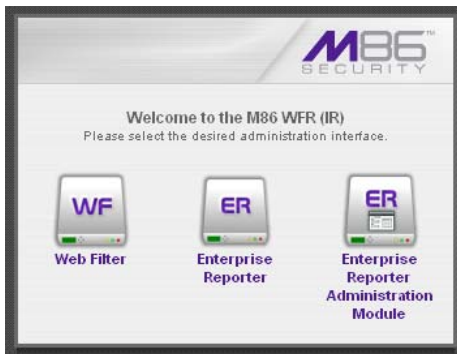 M86™
SECURITY
Welcome to the M86 WFR (IR)
Please select the desired administration interface.
WF
ER
ER
Web Filter
Enterprise
Reporter
Enterprise
Reporter
Administration
Module